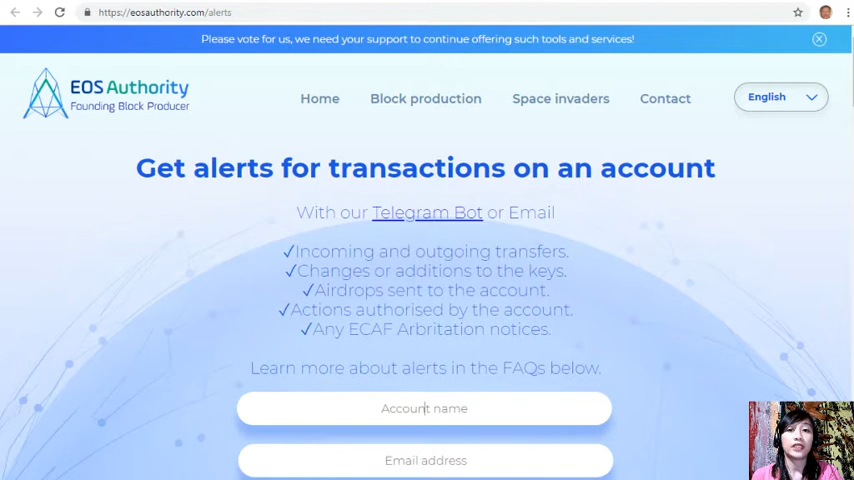 https://eosauthority.com/alerts
Please vote for us, we need your support to continue offering such tools and services!
EOS Authority
Founding Block Producer
Home
Block production
Space invaders
Contact
English
Get alerts for transactions on an account
With our Telegram Bot or Email
✓Incoming and outgoing transfers.
✓Changes or additions to the keys.
✓Airdrops sent to the account.
✓Actions authorised by the account.
✓Any ECAF Arbritation notices.
Learn more about alerts in the FAQs below.
Account name
Email address